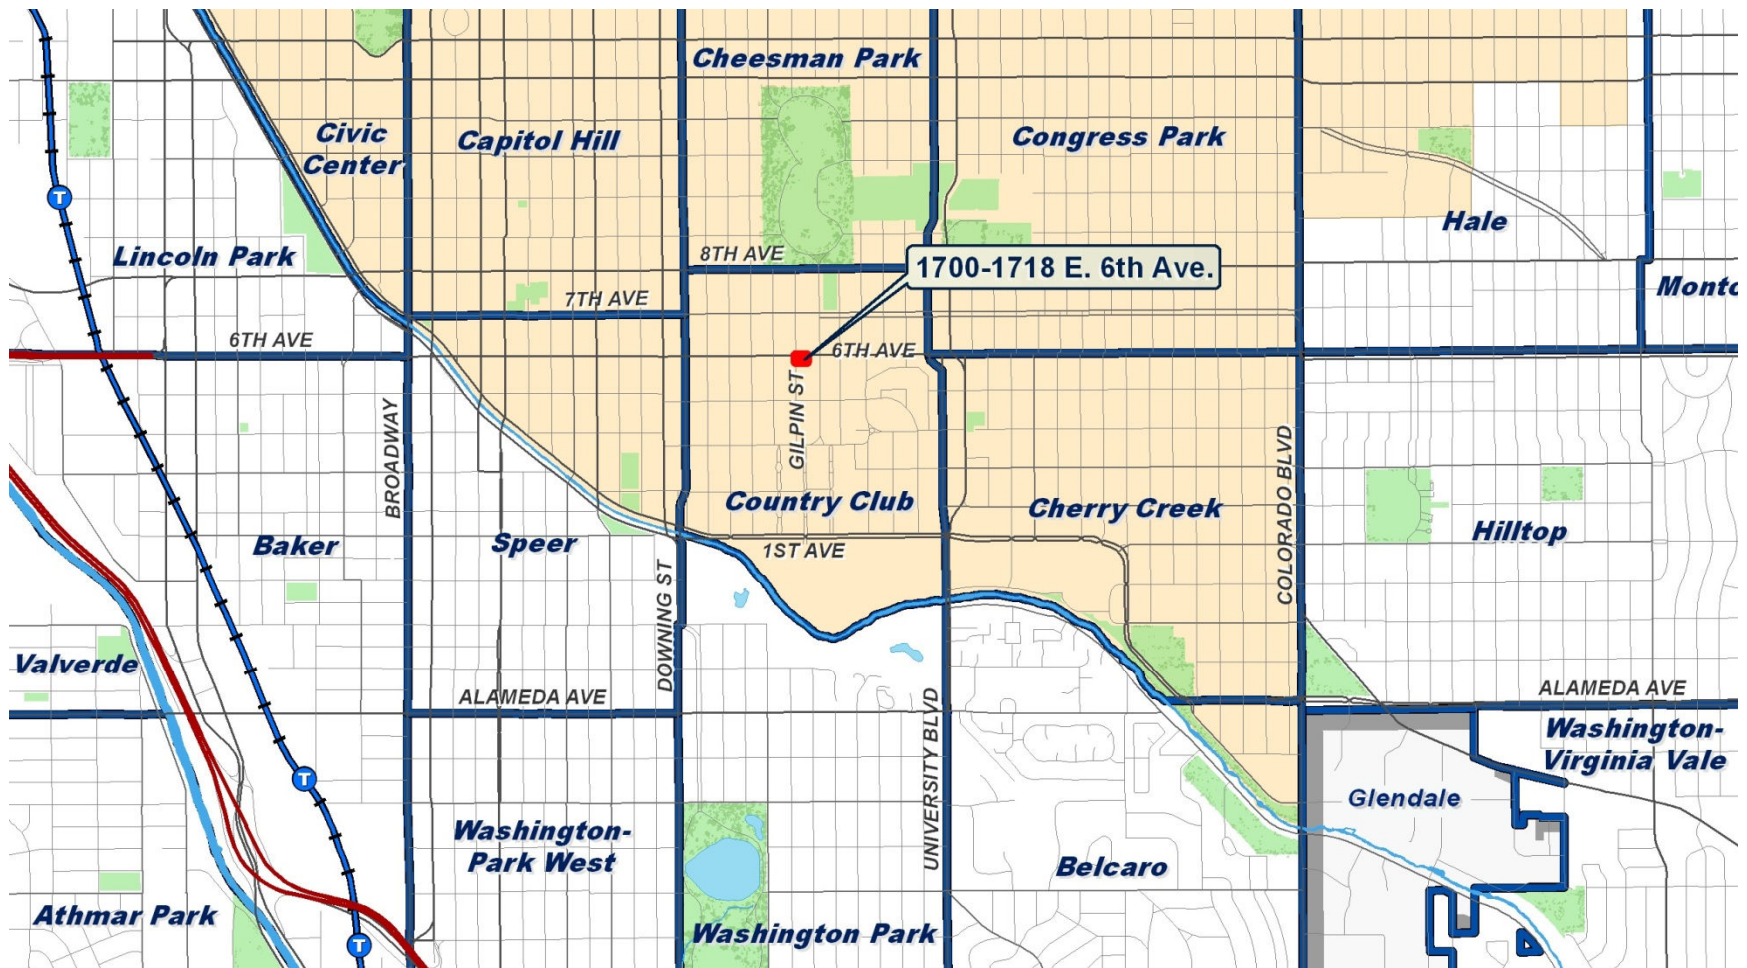 Cheesman Park
Civic
Center
Capitol Hill
Congress Park
T
Hale
Lincoln Park
8TH AVE
1700-1718 E. 6th Ave.
7TH AVE
Montc
6TH AVE
6TH AVE
GILPIN ST
BROADWAY
COLORADO BLVD
Country Club
Cherry Creek
Hilltop
Baker
Speer
1ST AVE
DOWNING ST
Valverde
ALAMEDA AVE
UNIVERSITY BLVD
ALAMEDA AVE
Washington-
Virginia Vale
T
Glendale
Washington-
Park West
Belcaro
Athmar Park
Washington Park
T